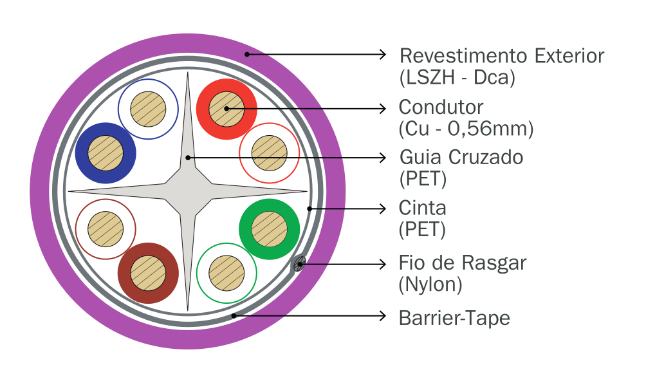 Revestimento Exterior
(LSZH - Dca)
Condutor
(Cu - 0,56mm)
Guia Cruzado
(PET)
Cinta
(PET)
Fio de Rasgar
(Nylon)
Barrier-Tape